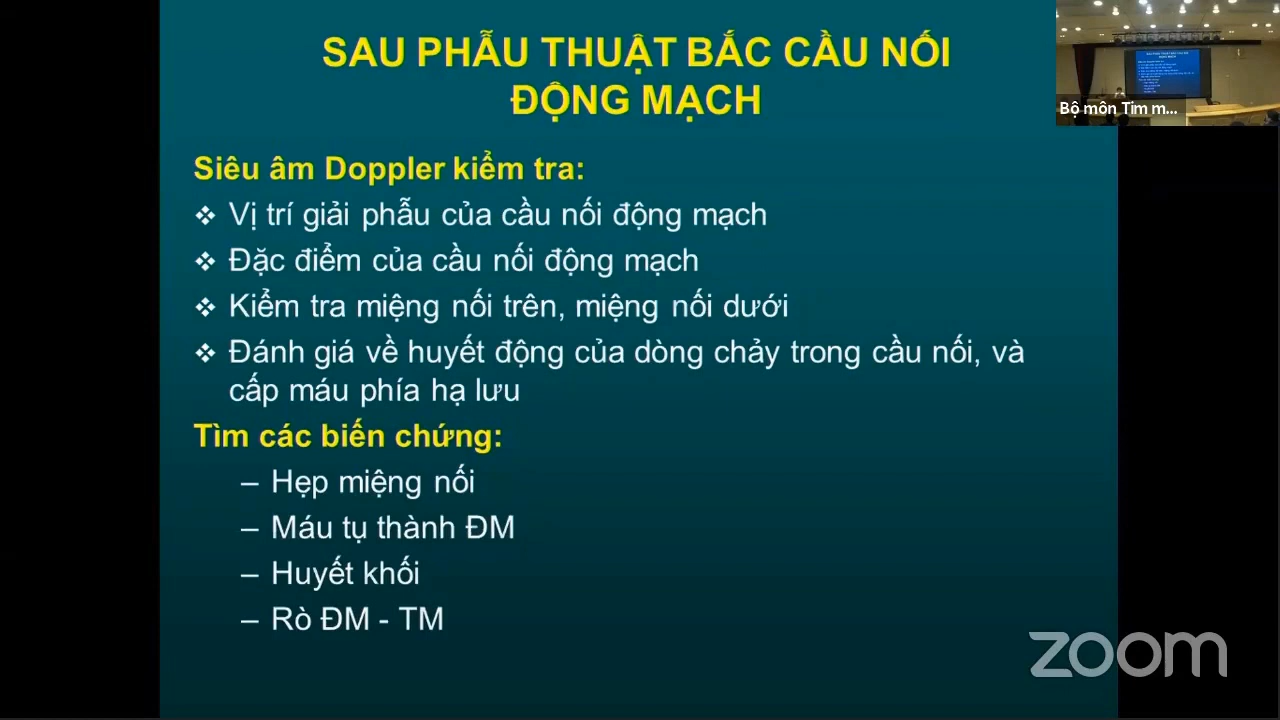 SAU PHẪU THUẬT BẮC CẦU NỐI
ĐỘNG MẠCH
Bộ môn Tim m...
Siêu âm Doppler kiểm tra:
❖ Vị trí giải phẫu của cầu nối động mạch
❖ Đặc điểm của cầu nối động mạch
❖ Kiểm tra miệng nối trên, miệng nối dưới
❖ Đánh giá về huyết động của dòng chảy trong cầu nối, và
cấp máu phía hạ lưu
Tìm các biến chứng:
– Hẹp miệng nối
– Máu tụ thành ĐM
– Huyết khối
– Rò ĐM - TM
zoom